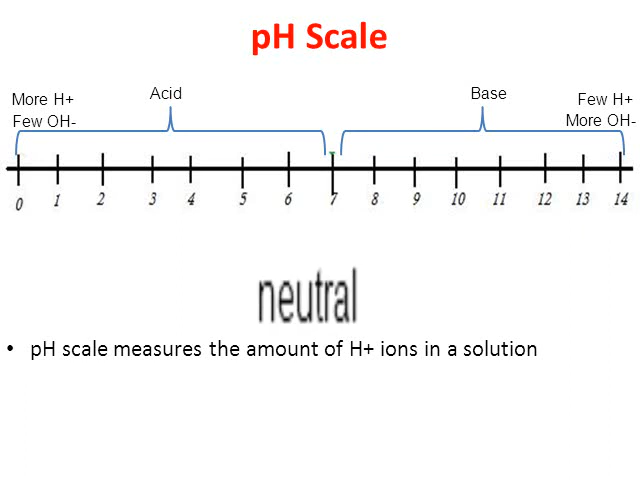 pH Scale
More H+ Acid Base Few H+
Few OH- More OH-
0 1 2 3 4 5 6 7 8 9 10 11 12 13 14
neutral
• pH scale measures the amount of H+ ions in a solution